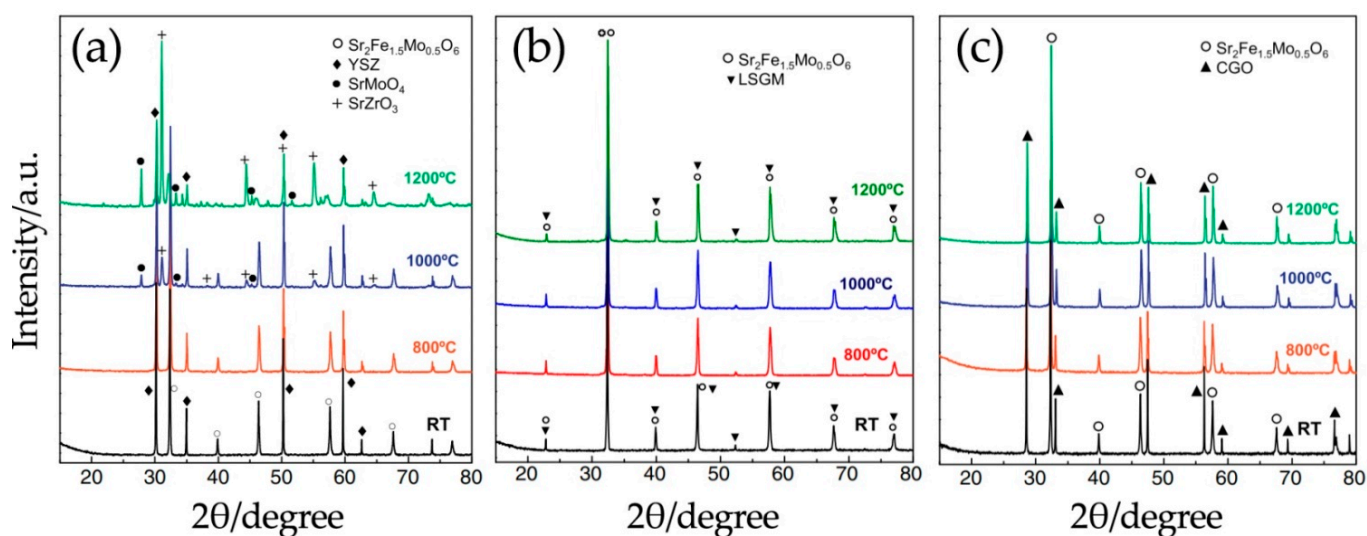 Intensity/a.u.
(a)
○ Sr₂Fe₁.₅Mo₀.₅O₆
◆ YSZ
● SrMoO₄
+ SrZrO₃
1200ºC
1000ºC
800ºC
RT
20 30 40 50 60 70 80
2θ/degree
(b)
○ Sr₂Fe₁.₅Mo₀.₅O₆
▼ LSGM
1200ºC
1000ºC
800ºC
RT
20 30 40 50 60 70 80
2θ/degree
(c)
○ Sr₂Fe₁.₅Mo₀.₅O₆
▲ CGO
1200ºC
1000ºC
800ºC
RT
20 30 40 50 60 70 80
2θ/degree